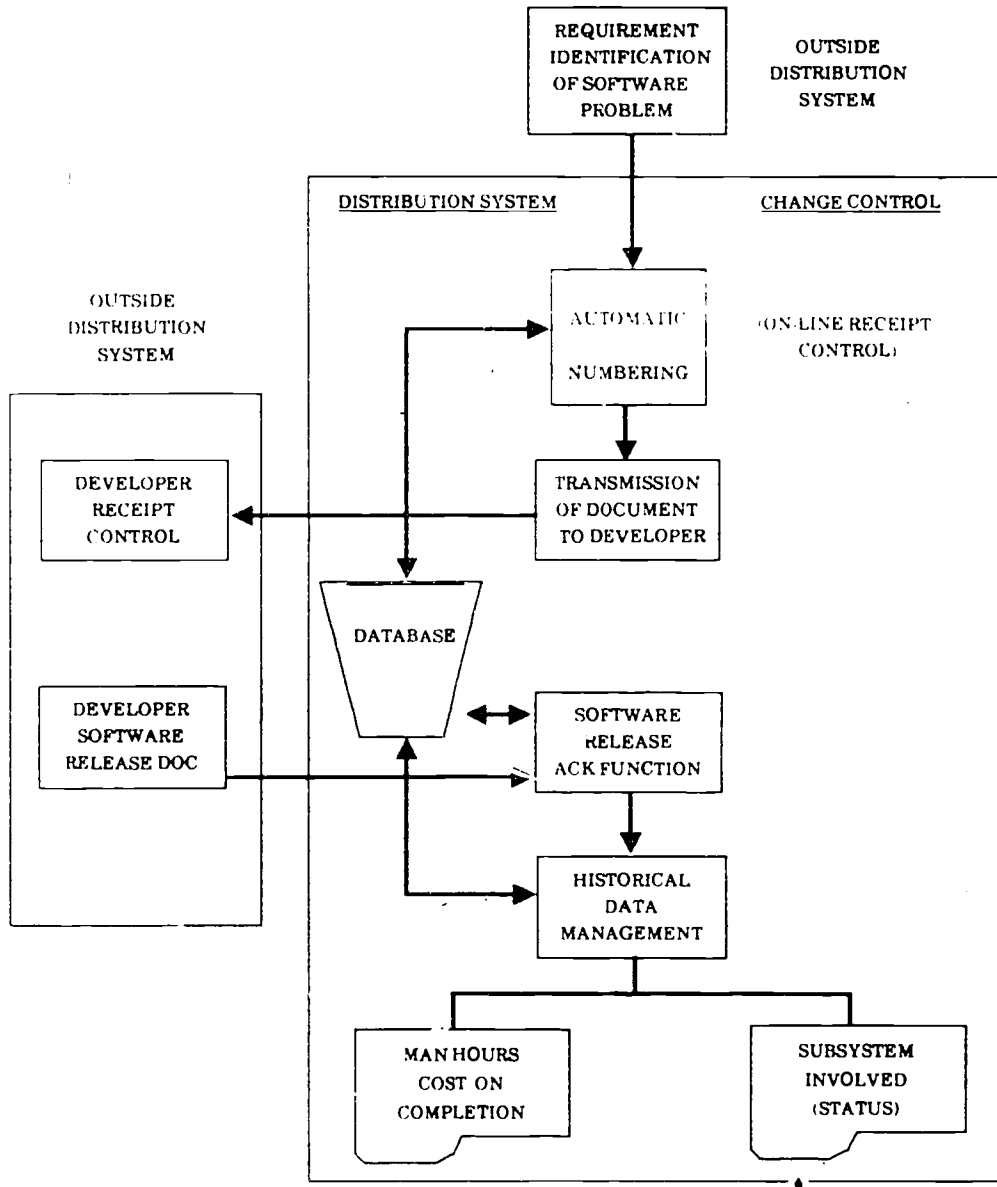 REQUIREMENT
IDENTIFICATION
OF SOFTWARE
PROBLEM
OUTSIDE
DISTRIBUTION
SYSTEM
DISTRIBUTION SYSTEM
CHANGE CONTROL
AUTOMATIC
NUMBERING
(ON-LINE RECEIPT
CONTROL)
OUTSIDE
DISTRIBUTION
SYSTEM
DEVELOPER
RECEIPT
CONTROL
TRANSMISSION
OF DOCUMENT
TO DEVELOPER
DATABASE
DEVELOPER
SOFTWARE
RELEASE DOC
SOFTWARE
RELEASE
ACK FUNCTION
HISTORICAL
DATA
MANAGEMENT
MAN HOURS
COST ON
COMPLETION
SUBSYSTEM
INVOLVED
(STATUS)